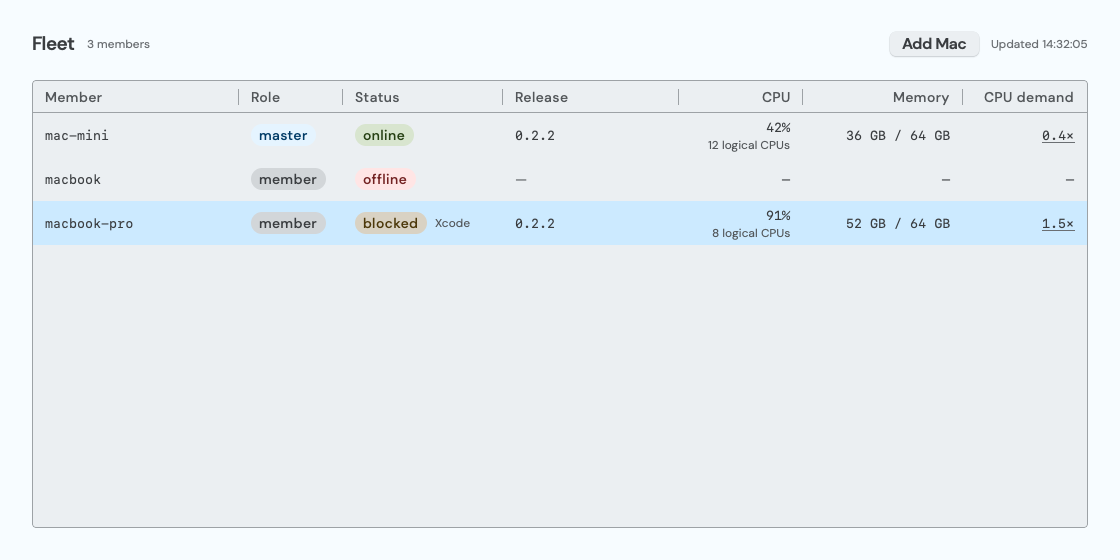 Fleet 3 members Add Mac Updated 14:32:05
Member Role Status Release CPU Memory CPU demand
mac-mini master online 0.2.2 42% 36 GB / 64 GB 0.4×
12 logical CPUs
macbook member offline — — — —
macbook-pro member blocked Xcode 0.2.2 91% 52 GB / 64 GB 1.5×
8 logical CPUs